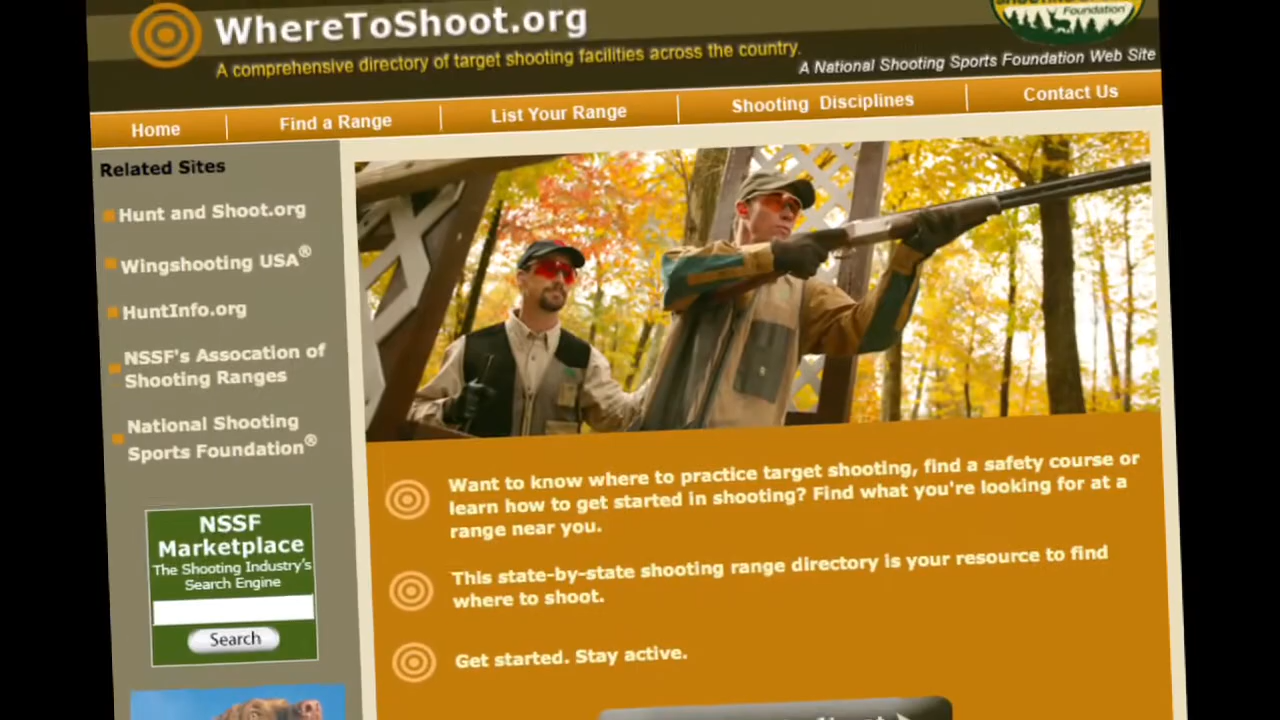 WhereToShoot.org
A comprehensive directory of target shooting facilities across the country.
Foundation
A National Shooting Sports Foundation Web Site
Home
Find a Range
List Your Range
Shooting Disciplines
Contact Us
Related Sites
Hunt and Shoot.org
Wingshooting USA®
HuntInfo.org
NSSF's Assocation of
Shooting Ranges
National Shooting
Sports Foundation®
NSSF
Marketplace
The Shooting Industry's
Search Engine
Search
Want to know where to practice target shooting, find a safety course or
learn how to get started in shooting? Find what you're looking for at a
range near you.
This state-by-state shooting range directory is your resource to find
where to shoot.
Get started. Stay active.